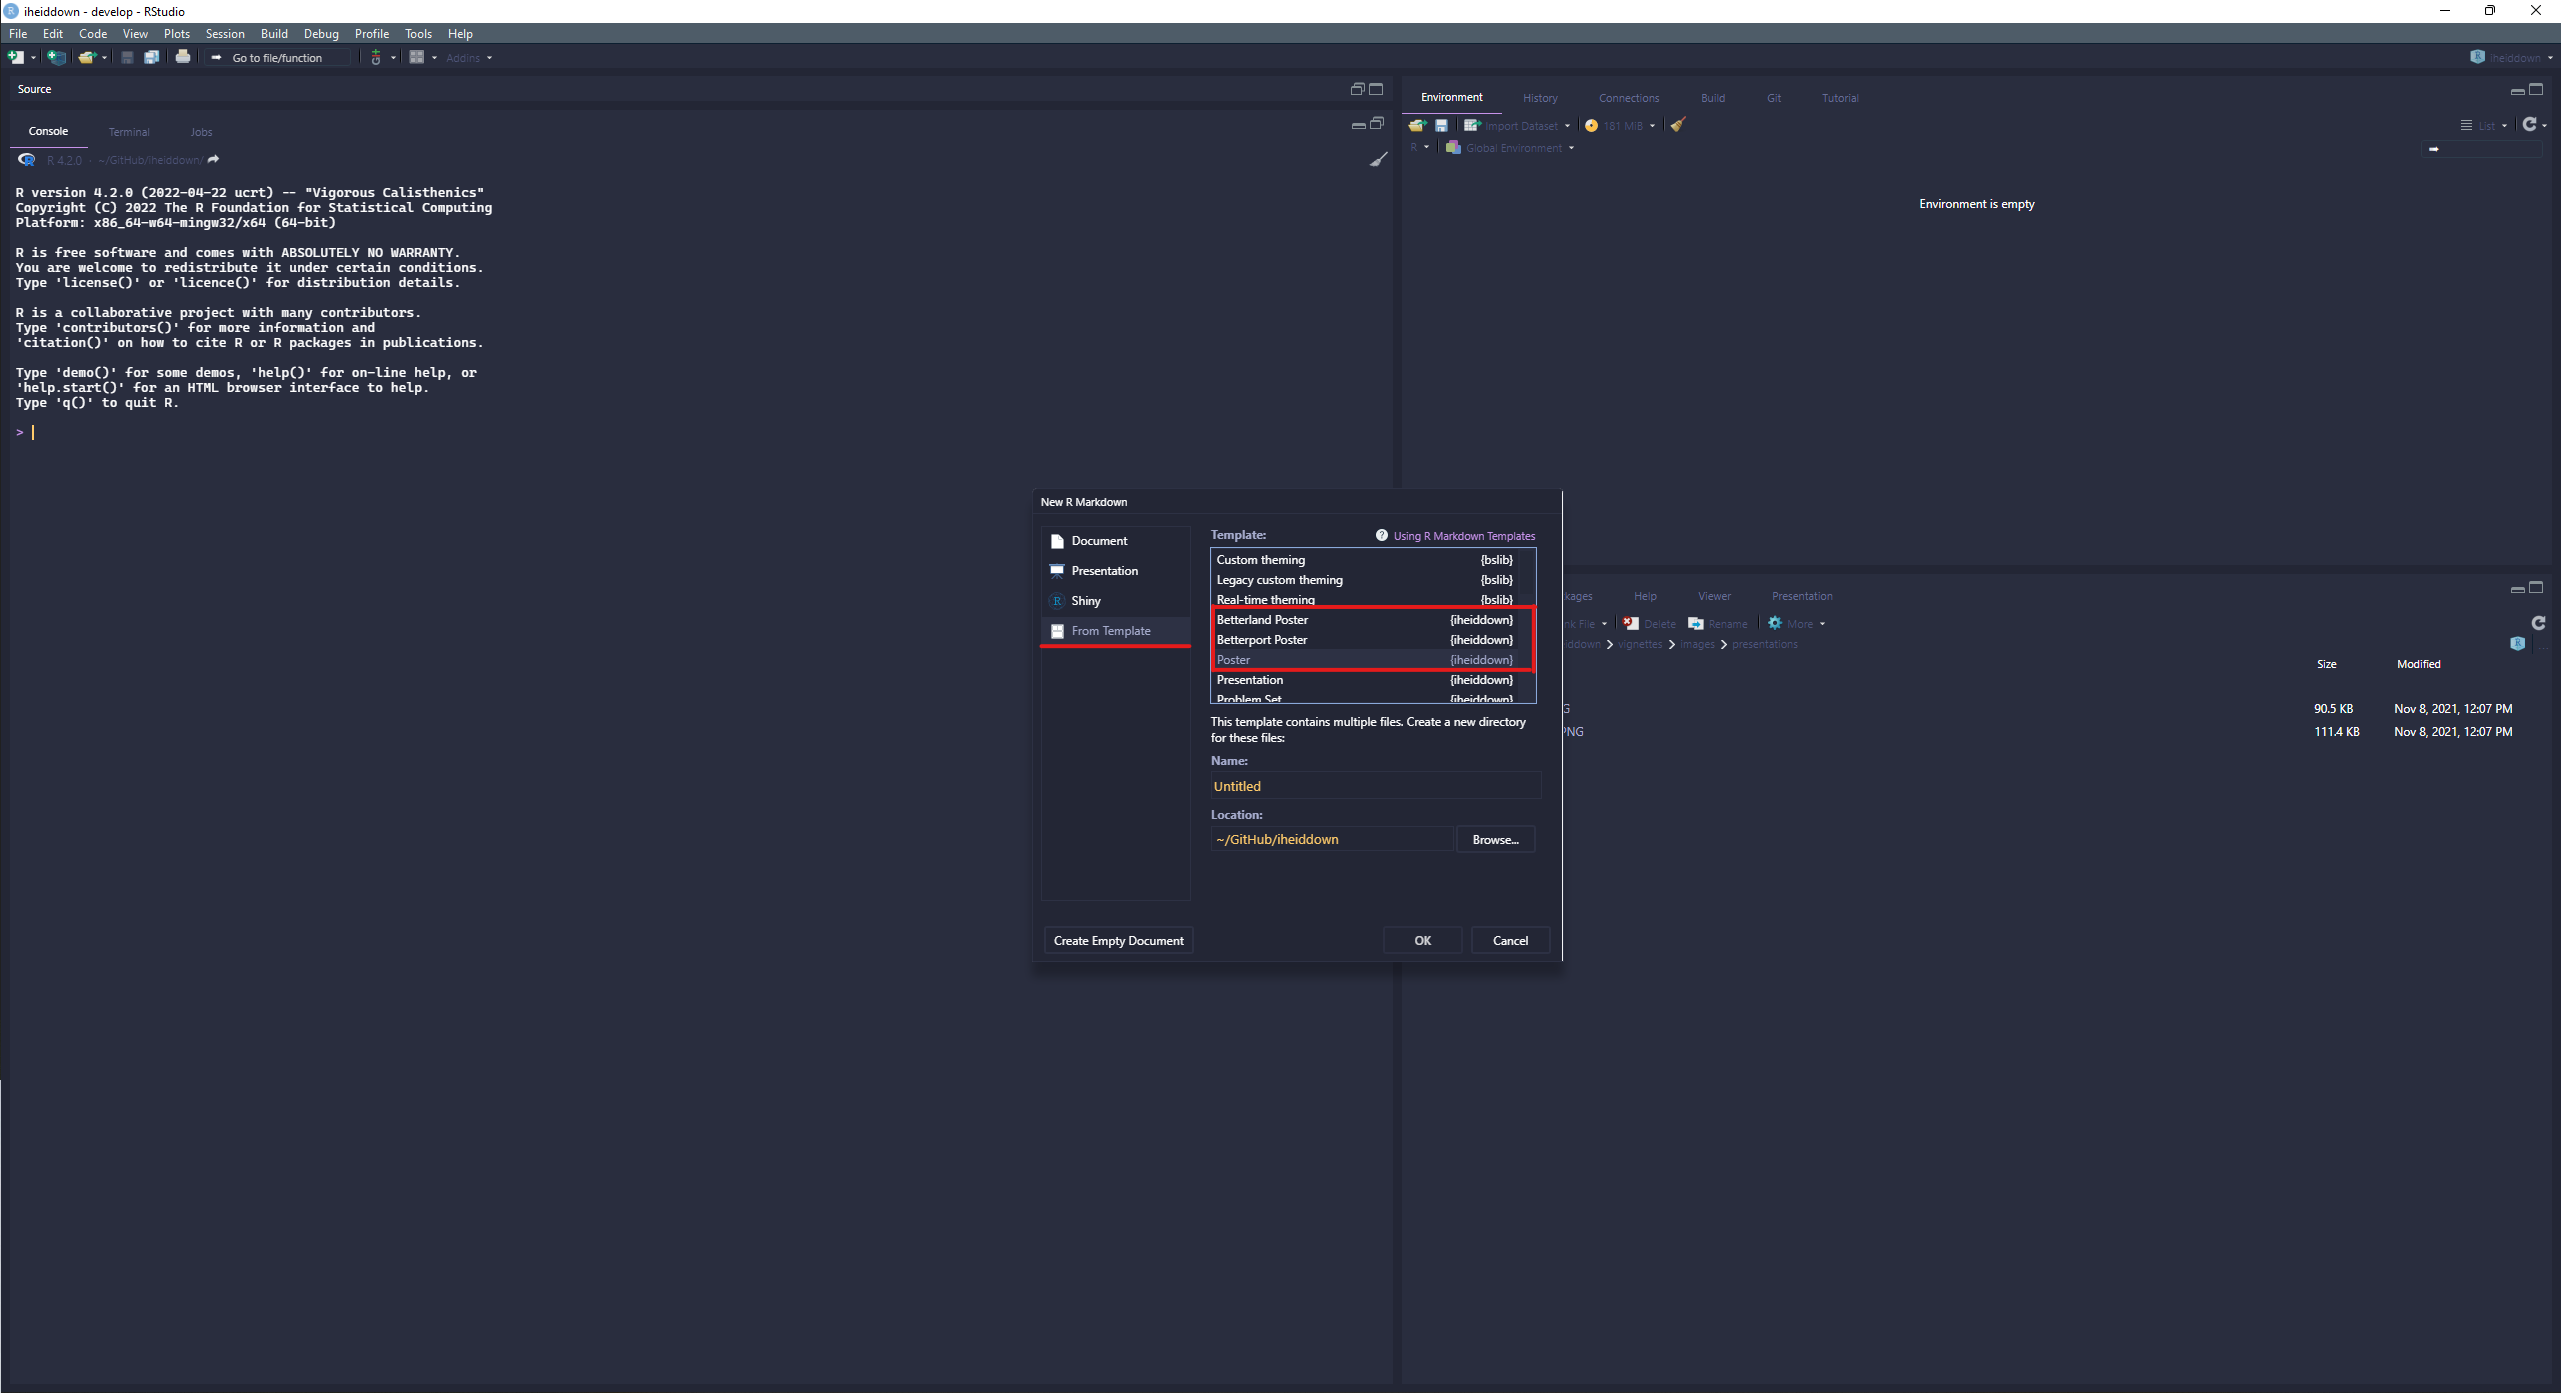 iheiddown - develop - RStudio
File Edit Code View Plots Session Build Debug Profile Tools Help
Go to file/function Addins iheiddown
Source
Console Terminal Jobs
R 4.2.0 · ~/GitHub/iheiddown/
R version 4.2.0 (2022-04-22 ucrt) -- "Vigorous Calisthenics"
Copyright (C) 2022 The R Foundation for Statistical Computing
Platform: x86_64-w64-mingw32/x64 (64-bit)
R is free software and comes with ABSOLUTELY NO WARRANTY.
You are welcome to redistribute it under certain conditions.
Type 'license()' or 'licence()' for distribution details.
R is a collaborative project with many contributors.
Type 'contributors()' for more information and
'citation()' on how to cite R or R packages in publications.
Type 'demo()' for some demos, 'help()' for on-line help, or
'help.start()' for an HTML browser interface to help.
Type 'q()' to quit R.
>
Environment History Connections Build Git Tutorial
Import Dataset 181 MiB List
R Global Environment
Environment is empty
New R Markdown
Document
Presentation
Shiny
From Template
Template: Using R Markdown Templates
Custom theming {bslib}
Legacy custom theming {bslib}
Real-time theming {bslib}
Betterland Poster {iheiddown}
Betterport Poster {iheiddown}
Poster {iheiddown}
Presentation {iheiddown}
Problem Set {iheiddown}
This template contains multiple files. Create a new directory
for these files:
Name:
Untitled
Location:
~/GitHub/iheiddown Browse...
Create Empty Document OK Cancel
kages Help Viewer Presentation
nk File Delete Rename More
iddown vignettes images presentations
Size Modified
G 90.5 KB Nov 8, 2021, 12:07 PM
PNG 111.4 KB Nov 8, 2021, 12:07 PM